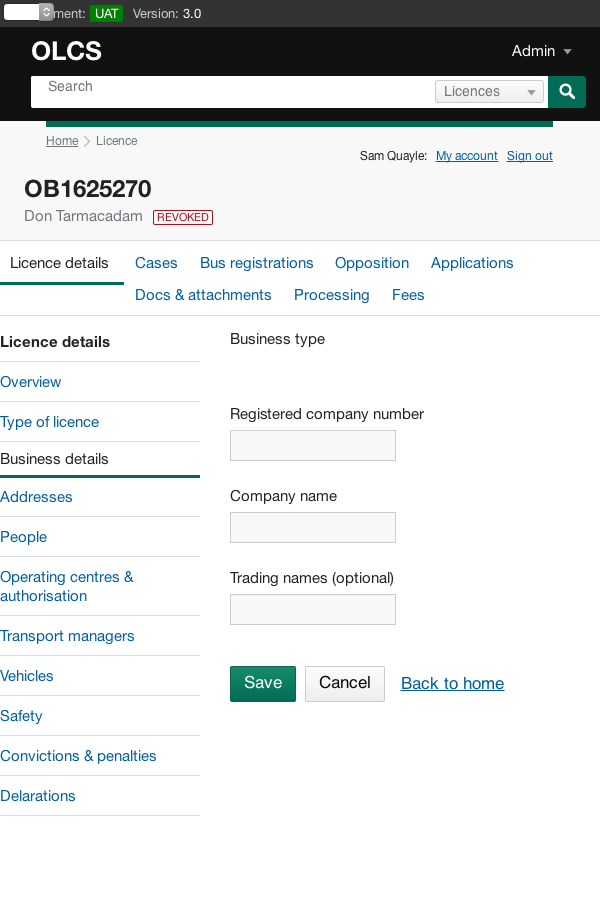 ment: UAT Version: 3.0
OLCS
Admin
Search
Licences
Home Licence
Sam Quayle: My account Sign out
OB1625270
Don Tarmacadam REVOKED
Licence details Cases Bus registrations Opposition Applications
Docs & attachments Processing Fees
Licence details
Overview
Type of licence
Business details
Addresses
People
Operating centres &
authorisation
Transport managers
Vehicles
Safety
Convictions & penalties
Delarations
Business type
Registered company number
Company name
Trading names (optional)
Save Cancel Back to home